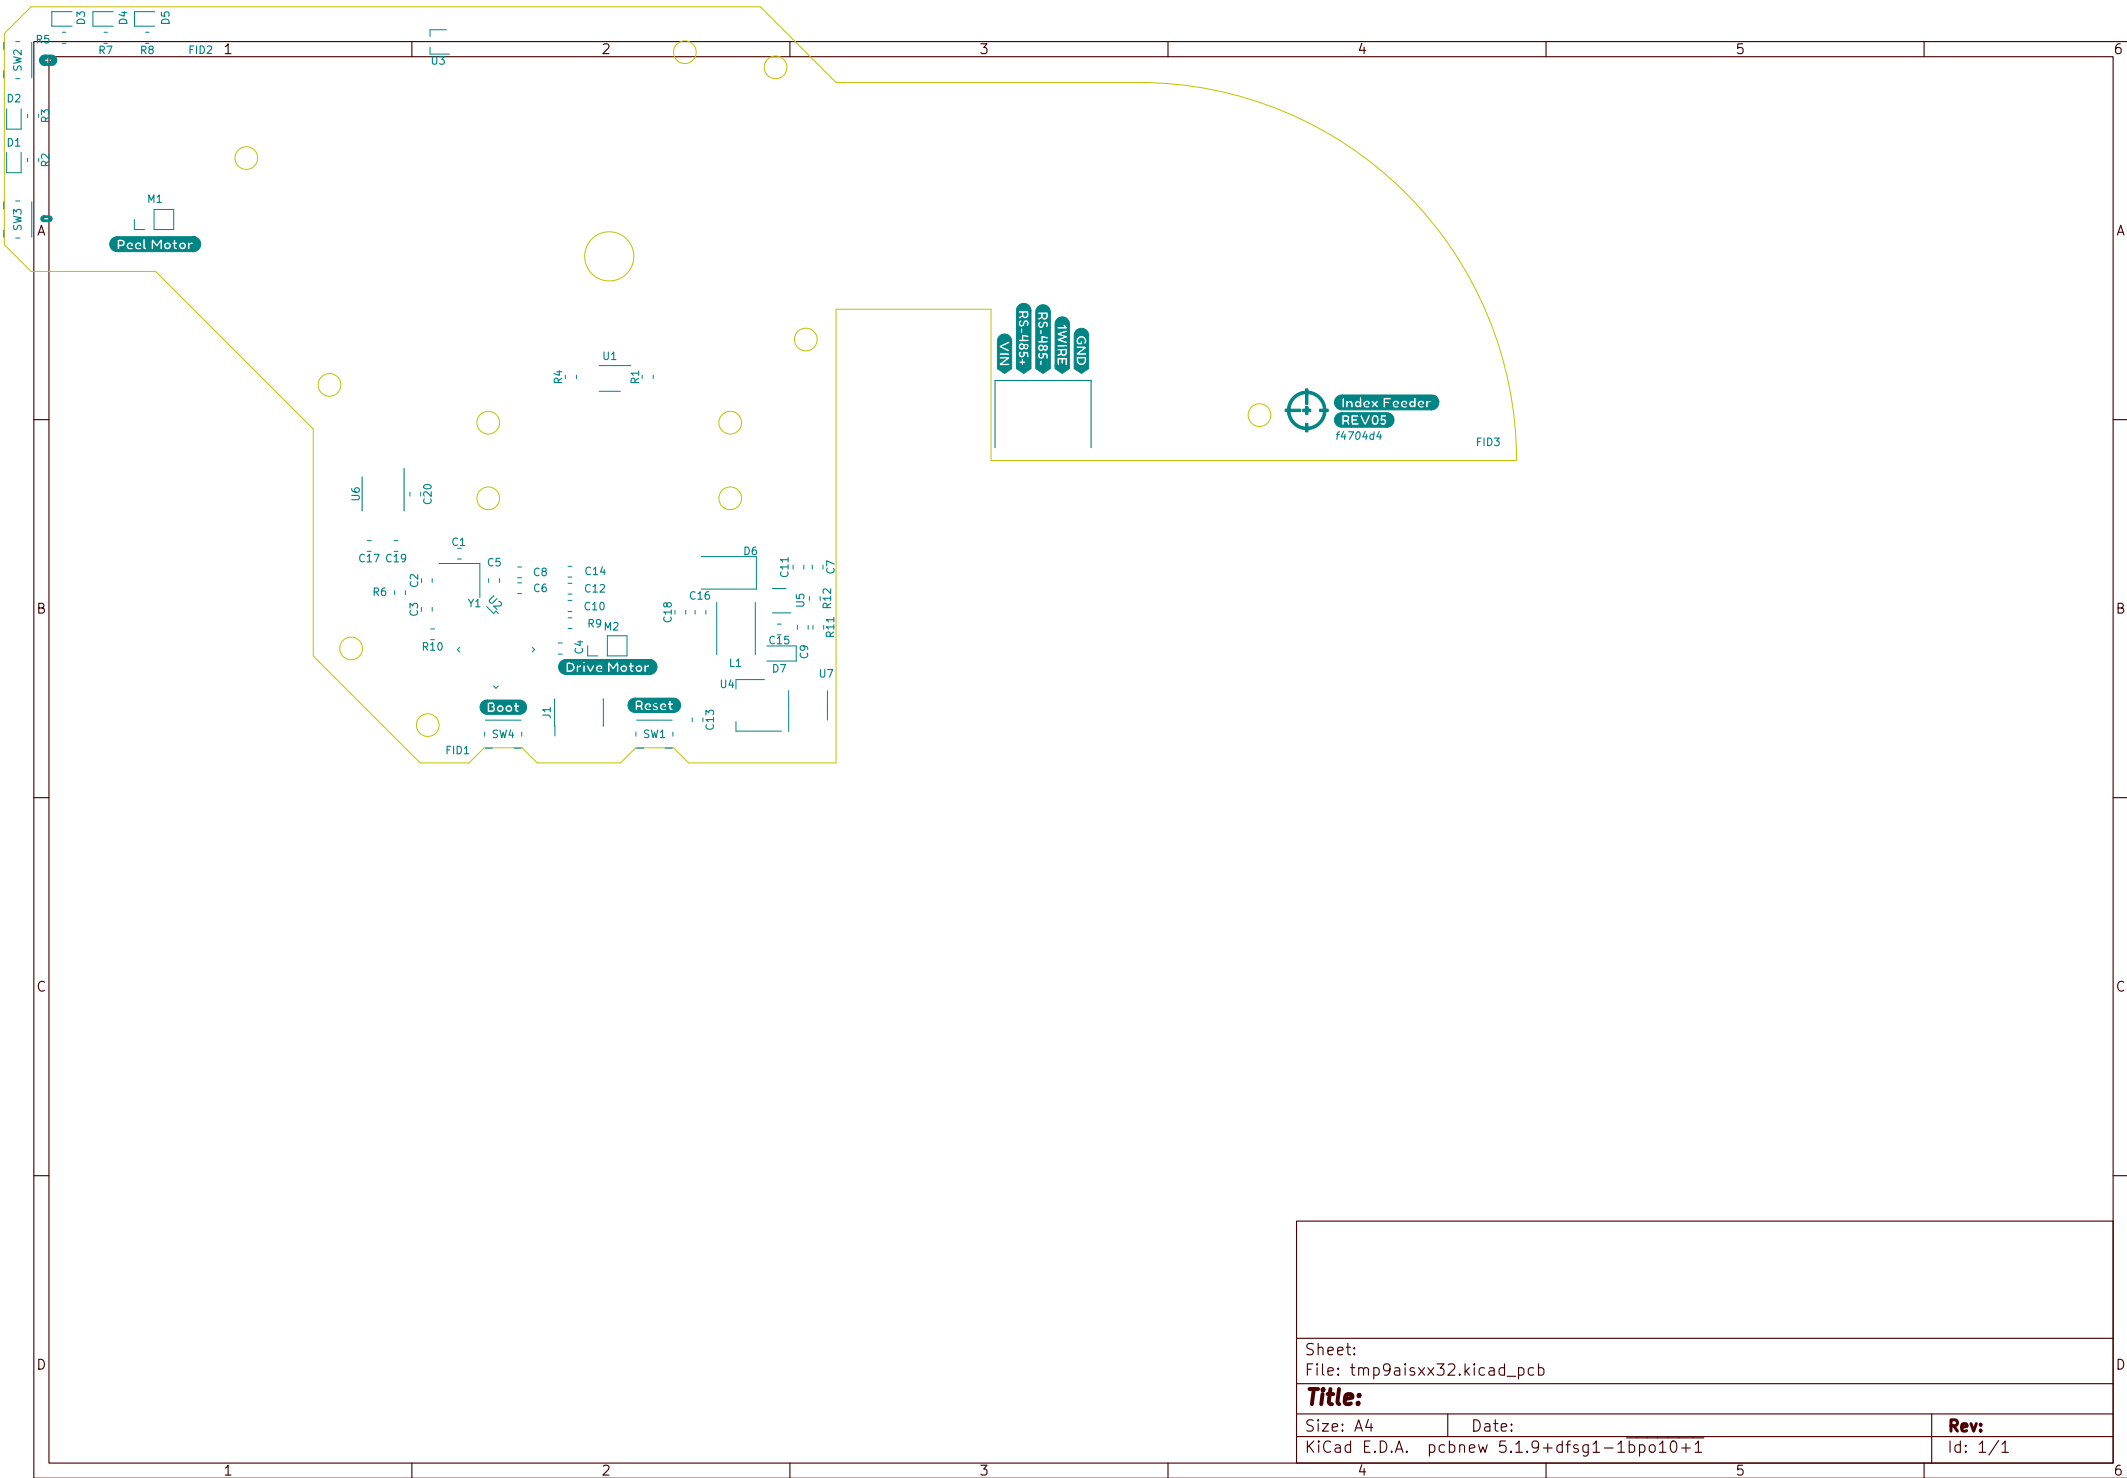 D3
D4
D5
R5
R7
R8
FID2
1
2
3
4
5
6
SW2
U3
D2
R3
D1
R2
M1
SW3
A
A
Peel Motor
VIN
RS-485+
RS-485-
1WIRE
GND
U1
R4
R1
Index Feeder
REV05
f4704d4
FID3
U6
C20
C17
C19
C1
C5
C8
C6
C14
C12
C10
R9
D6
C11
C7
C2
R6
C3
Y1
U2
C16
C18
U5
R12
B
B
M2
R11
C15
R10
C4
C9
Drive Motor
L1
D7
U7
U4
Boot
J1
Reset
C13
SW4
SW1
FID1
C
C
Sheet:
File: tmp9aisxx32.kicad_pcb
D
D
Title:
Size: A4
Date:
Rev:
KiCad E.D.A. pcbnew 5.1.9+dfsg1-1bpo10+1
Id: 1/1
1
2
3
4
5
6